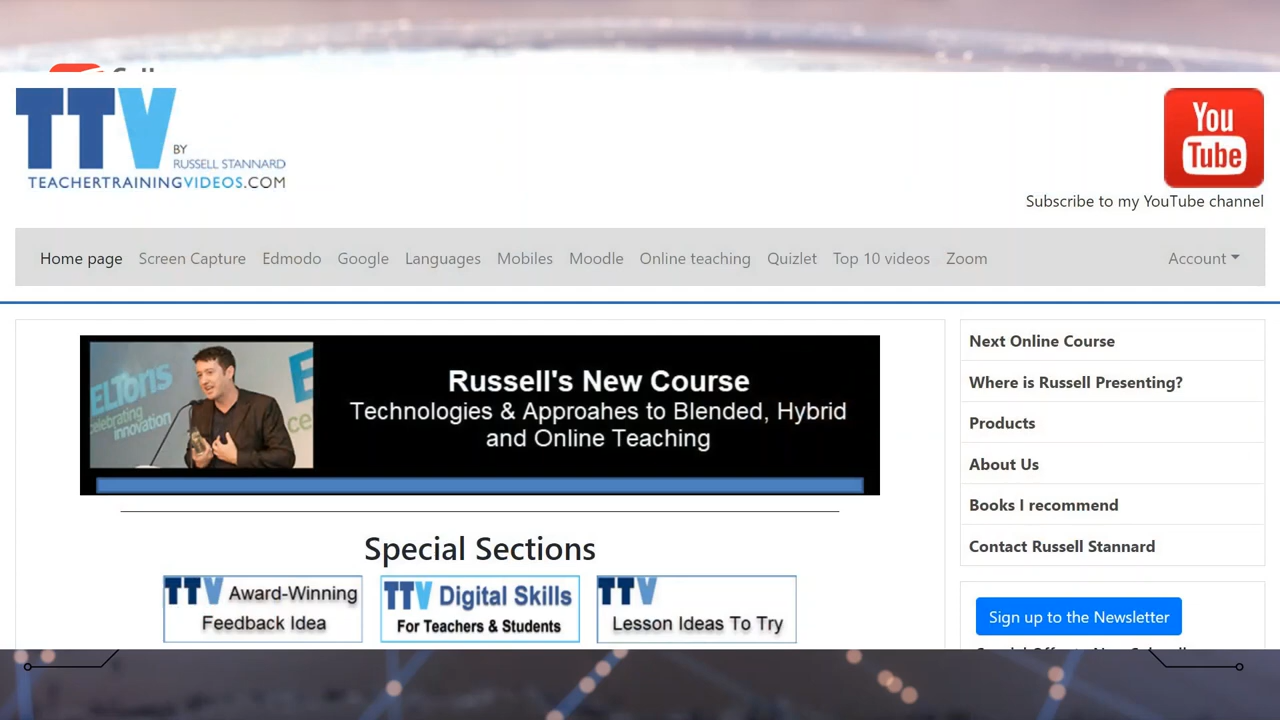 TTV
BY
RUSSELL STANNARD
TEACHERTRAININGVIDEOS.COM
You
Tube
Subscribe to my YouTube channel
Home page Screen Capture Edmodo Google Languages Mobiles Moodle Online teaching Quizlet Top 10 videos Zoom Account
ELTons
celebrating
innovation
Russell's New Course
Technologies & Approahes to Blended, Hybrid
and Online Teaching
Special Sections
TTV Award-Winning
Feedback Idea
TTV Digital Skills
For Teachers & Students
TTV
Lesson Ideas To Try
Next Online Course
Where is Russell Presenting?
Products
About Us
Books I recommend
Contact Russell Stannard
Sign up to the Newsletter